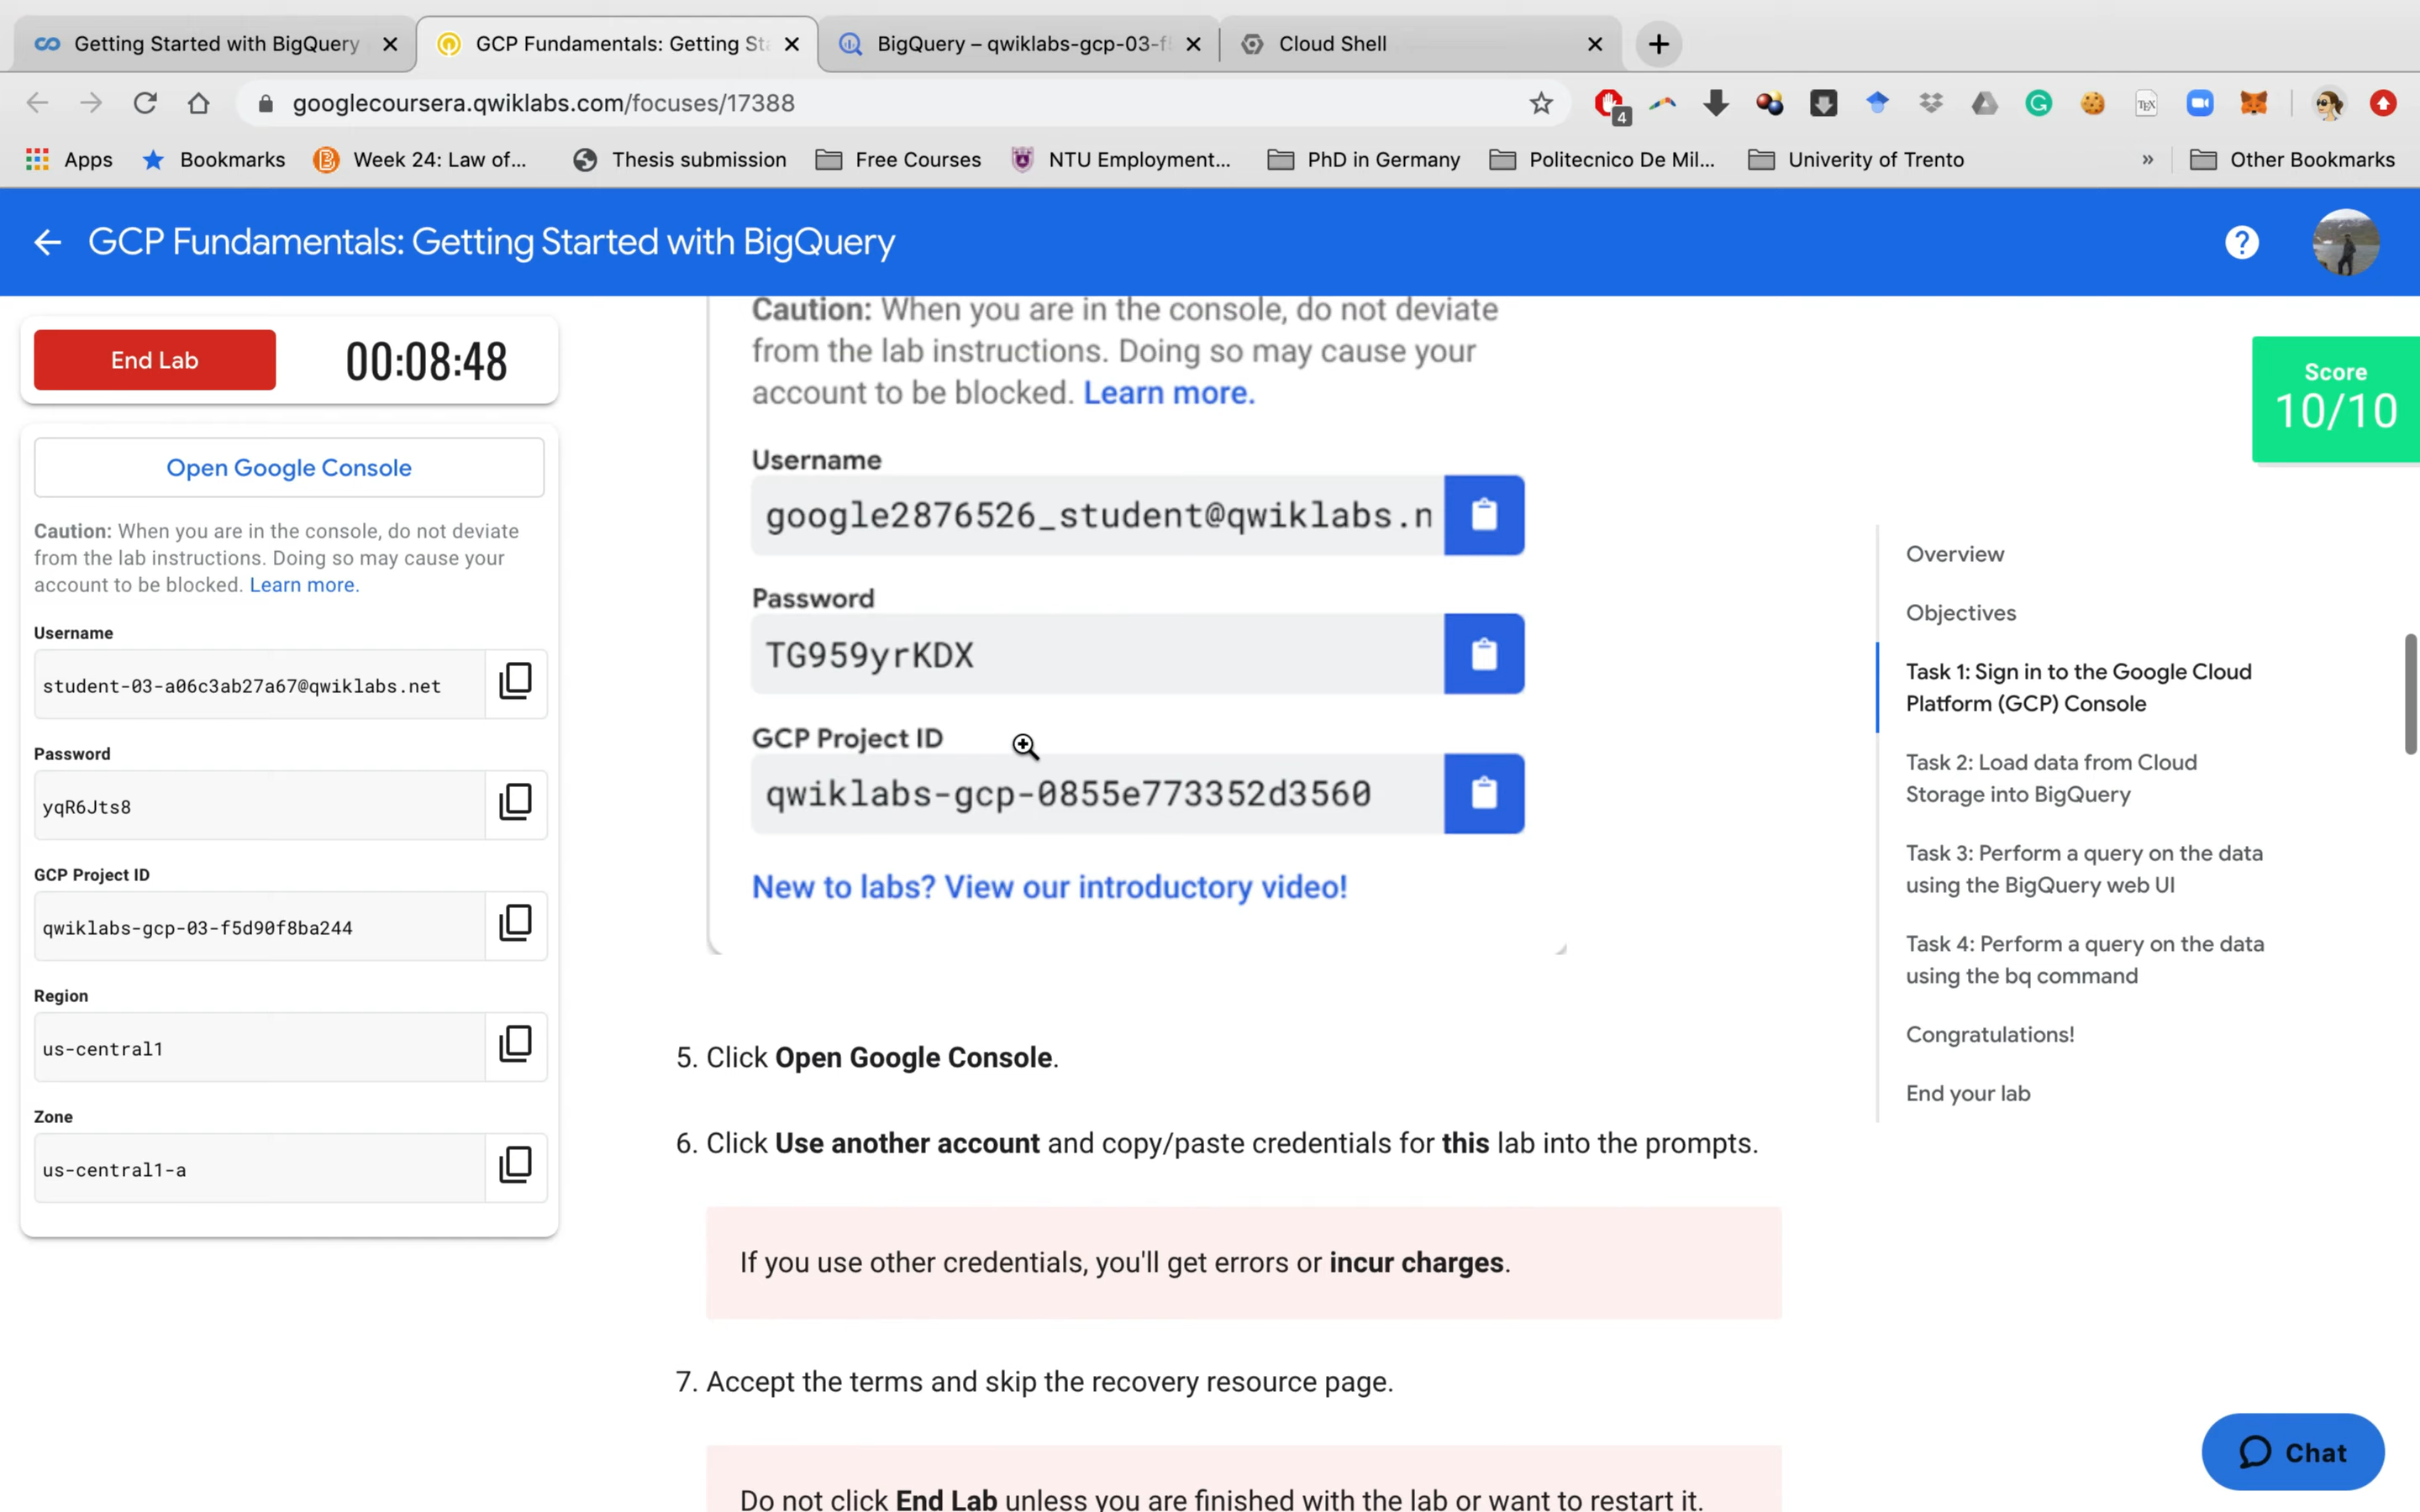 Getting Started with BigQuery
GCP Fundamentals: Getting St
BigQuery – qwiklabs-gcp-03-f
Cloud Shell
googlecoursera.qwiklabs.com/focuses/17388
4
TEX
Apps
Bookmarks
Week 24: Law of...
Thesis submission
Free Courses
NTU Employment...
PhD in Germany
Politecnico De Mil...
Univerity of Trento
»
Other Bookmarks
GCP Fundamentals: Getting Started with BigQuery
?
End Lab
00:08:48
Open Google Console
Caution: When you are in the console, do not deviate
from the lab instructions. Doing so may cause your
account to be blocked. Learn more.
Username
student-03-a06c3ab27a67@qwiklabs.net
Password
yqR6Jts8
GCP Project ID
qwiklabs-gcp-03-f5d90f8ba244
Region
us-central1
Zone
us-central1-a
Caution: When you are in the console, do not deviate
from the lab instructions. Doing so may cause your
account to be blocked. Learn more.
Username
google2876526_student@qwiklabs.n
Password
TG959yrKDX
GCP Project ID
qwiklabs-gcp-0855e773352d3560
New to labs? View our introductory video!
5. Click Open Google Console.
6. Click Use another account and copy/paste credentials for this lab into the prompts.
If you use other credentials, you'll get errors or incur charges.
7. Accept the terms and skip the recovery resource page.
Do not click End Lab unless you are finished with the lab or want to restart it.
Score
10/10
Overview
Objectives
Task 1: Sign in to the Google Cloud
Platform (GCP) Console
Task 2: Load data from Cloud
Storage into BigQuery
Task 3: Perform a query on the data
using the BigQuery web UI
Task 4: Perform a query on the data
using the bq command
Congratulations!
End your lab
Chat